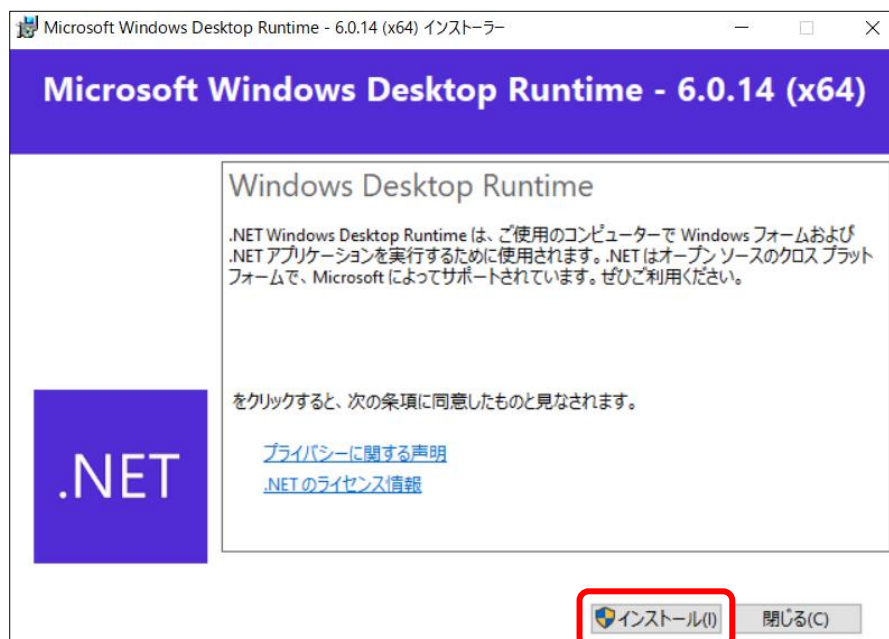 Microsoft Windows Desktop Runtime - 6.0.14 (x64) インストーラー
Microsoft Windows Desktop Runtime - 6.0.14 (x64)
Windows Desktop Runtime
.NET Windows Desktop Runtime は、ご使用のコンピューターで Windows フォームおよび
.NET アプリケーションを実行するために使用されます。.NET はオープン ソースのクロス プラット
フォームで、Microsoft によってサポートされています。ぜひご利用ください。
をクリックすると、次の条項に同意したものと見なされます。
プライバシーに関する声明
.NET のライセンス情報
.NET
インストール(I)
閉じる(C)